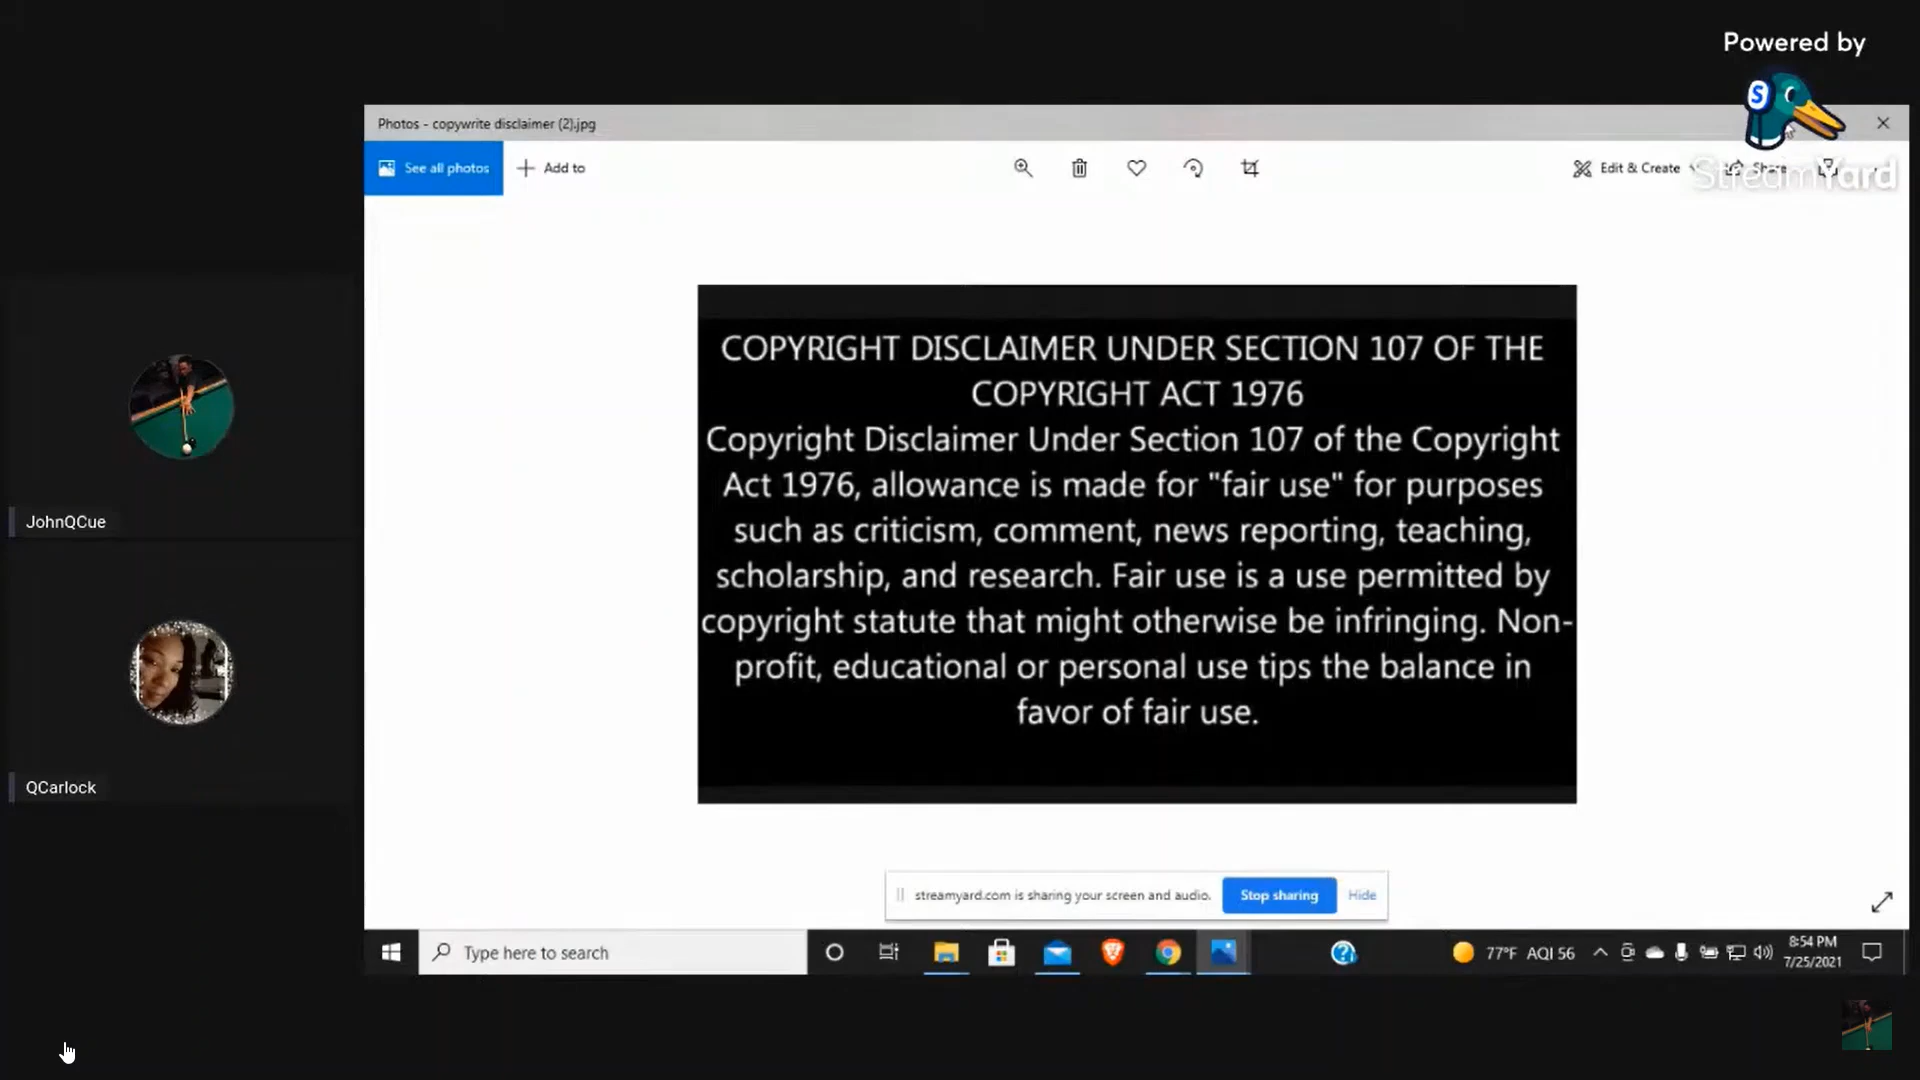 Powered by
StreamYard
Photos - copywrite disclaimer (2).jpg
See all photos
Add to
Edit & Create
Share
COPYRIGHT DISCLAIMER UNDER SECTION 107 OF THE
COPYRIGHT ACT 1976
Copyright Disclaimer Under Section 107 of the Copyright
Act 1976, allowance is made for "fair use" for purposes
such as criticism, comment, news reporting, teaching,
scholarship, and research. Fair use is a use permitted by
copyright statute that might otherwise be infringing. Non-
profit, educational or personal use tips the balance in
favor of fair use.
JohnQCue
QCarlock
streamyard.com is sharing your screen and audio.
Stop sharing
Hide
Type here to search
77°F AQI 56
8:54 PM
7/25/2021